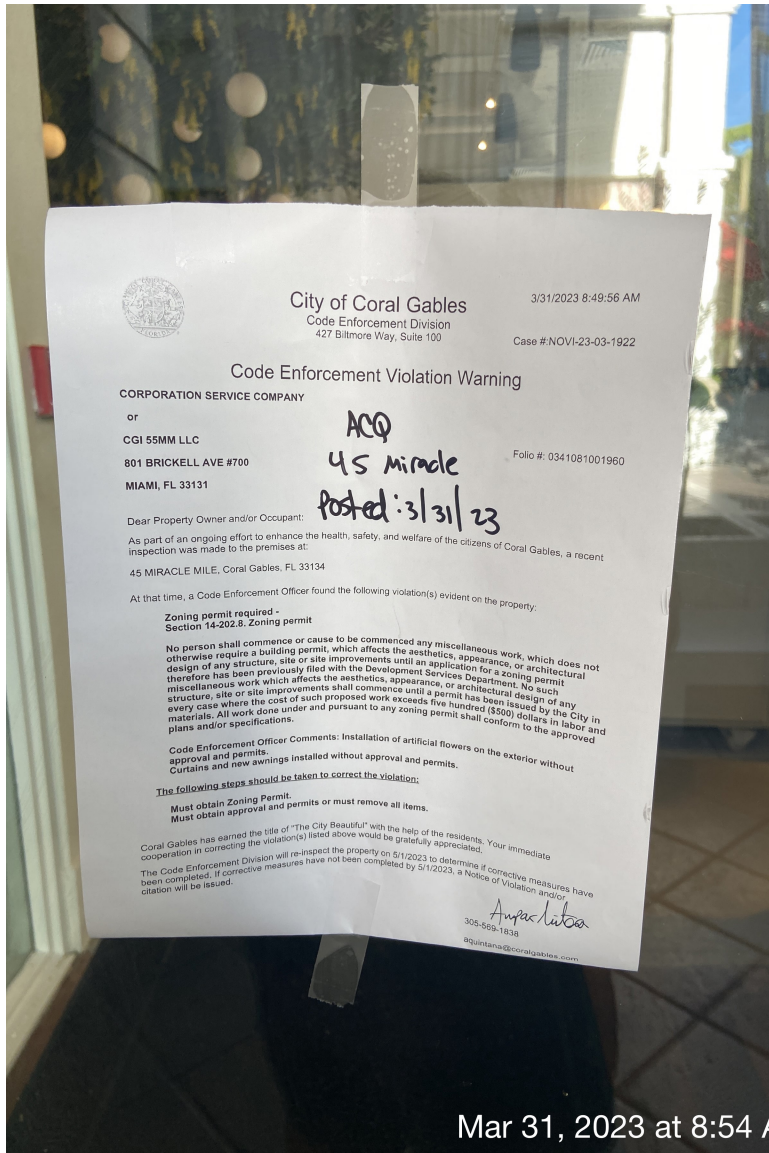 City of Coral Gables
Code Enforcement Division
427 Biltmore Way, Suite 100
3/31/2023 8:49:56 AM
Case #:NOVI-23-03-1922
Code Enforcement Violation Warning
CORPORATION SERVICE COMPANY
or
CGI 55MM LLC
801 BRICKELL AVE #700
MIAMI, FL 33131
ACQ
45 Miracle
Posted: 3/31/23
Folio #: 0341081001960
Dear Property Owner and/or Occupant:
As part of an ongoing effort to enhance the health, safety, and welfare of the citizens of Coral Gables, a recent
inspection was made to the premises at:
45 MIRACLE MILE, Coral Gables, FL 33134
At that time, a Code Enforcement Officer found the following violation(s) evident on the property:
Zoning permit required -
Section 14-202.8. Zoning permit
No person shall commence or cause to be commenced any miscellaneous work, which does not
otherwise require a building permit, which affects the aesthetics, appearance, or architectural
design of any structure, site or site improvements until an application for a zoning permit
therefore has been previously filed with the Development Services Department. No such
miscellaneous work which affects the aesthetics, appearance, or architectural design of any
structure, site or site improvements shall commence until a permit has been issued by the City in
every case where the cost of such proposed work exceeds five hundred ($500) dollars in labor and
materials. All work done under and pursuant to any zoning permit shall conform to the approved
plans and/or specifications.
Code Enforcement Officer Comments: Installation of artificial flowers on the exterior without
approval and permits.
Curtains and new awnings installed without approval and permits.
The following steps should be taken to correct the violation:
Must obtain Zoning Permit.
Must obtain approval and permits or must remove all items.
Coral Gables has earned the title of "The City Beautiful" with the help of the residents. Your immediate
cooperation in correcting the violation(s) listed above would be gratefully appreciated.
The Code Enforcement Division will re-inspect the property on 5/1/2023 to determine if corrective measures have
been completed. If corrective measures have not been completed by 5/1/2023, a Notice of Violation and/or
citation will be issued.
305-569-1838
aquintana@coralgables.com
Mar 31, 2023 at 8:54 A